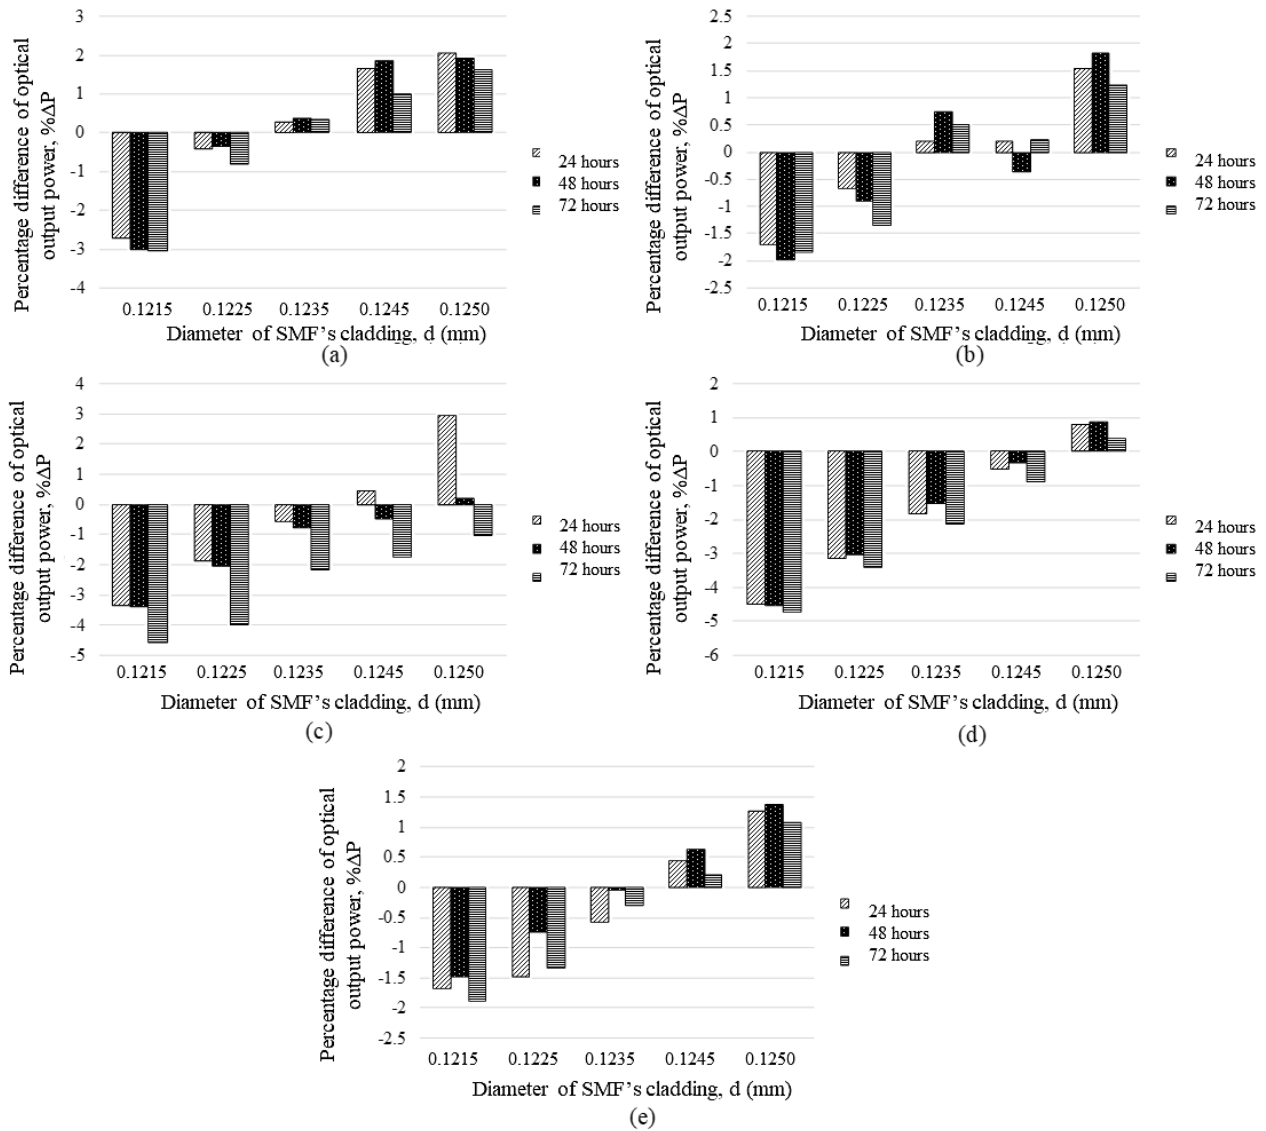 Percentage difference of optical
output power, %ΔP
3
2
1
0
-1
-2
-3
-4
0.1215 0.1225 0.1235 0.1245 0.1250
Diameter of SMF's cladding, d (mm)
(a)
24 hours
48 hours
72 hours
Percentage difference of optical
output power, %ΔP
2.5
2
1.5
1
0.5
0
-0.5
-1
-1.5
-2
-2.5
0.1215 0.1225 0.1235 0.1245 0.1250
Diameter of SMF's cladding, d (mm)
(b)
24 hours
48 hours
72 hours
Percentage difference of optical
output power, %ΔP
4
3
2
1
0
-1
-2
-3
-4
-5
0.1215 0.1225 0.1235 0.1245 0.1250
Diameter of SMF's cladding, d (mm)
(c)
24 hours
48 hours
72 hours
Percentage difference of optical
output power, %ΔP
2
1
0
-1
-2
-3
-4
-5
-6
0.1215 0.1225 0.1235 0.1245 0.1250
Diameter of SMF's cladding, d (mm)
(d)
24 hours
48 hours
72 hours
Percentage difference of optical
output power, %ΔP
2
1.5
1
0.5
0
-0.5
-1
-1.5
-2
-2.5
0.1215 0.1225 0.1235 0.1245 0.1250
Diameter of SMF's cladding, d (mm)
(e)
24 hours
48 hours
72 hours